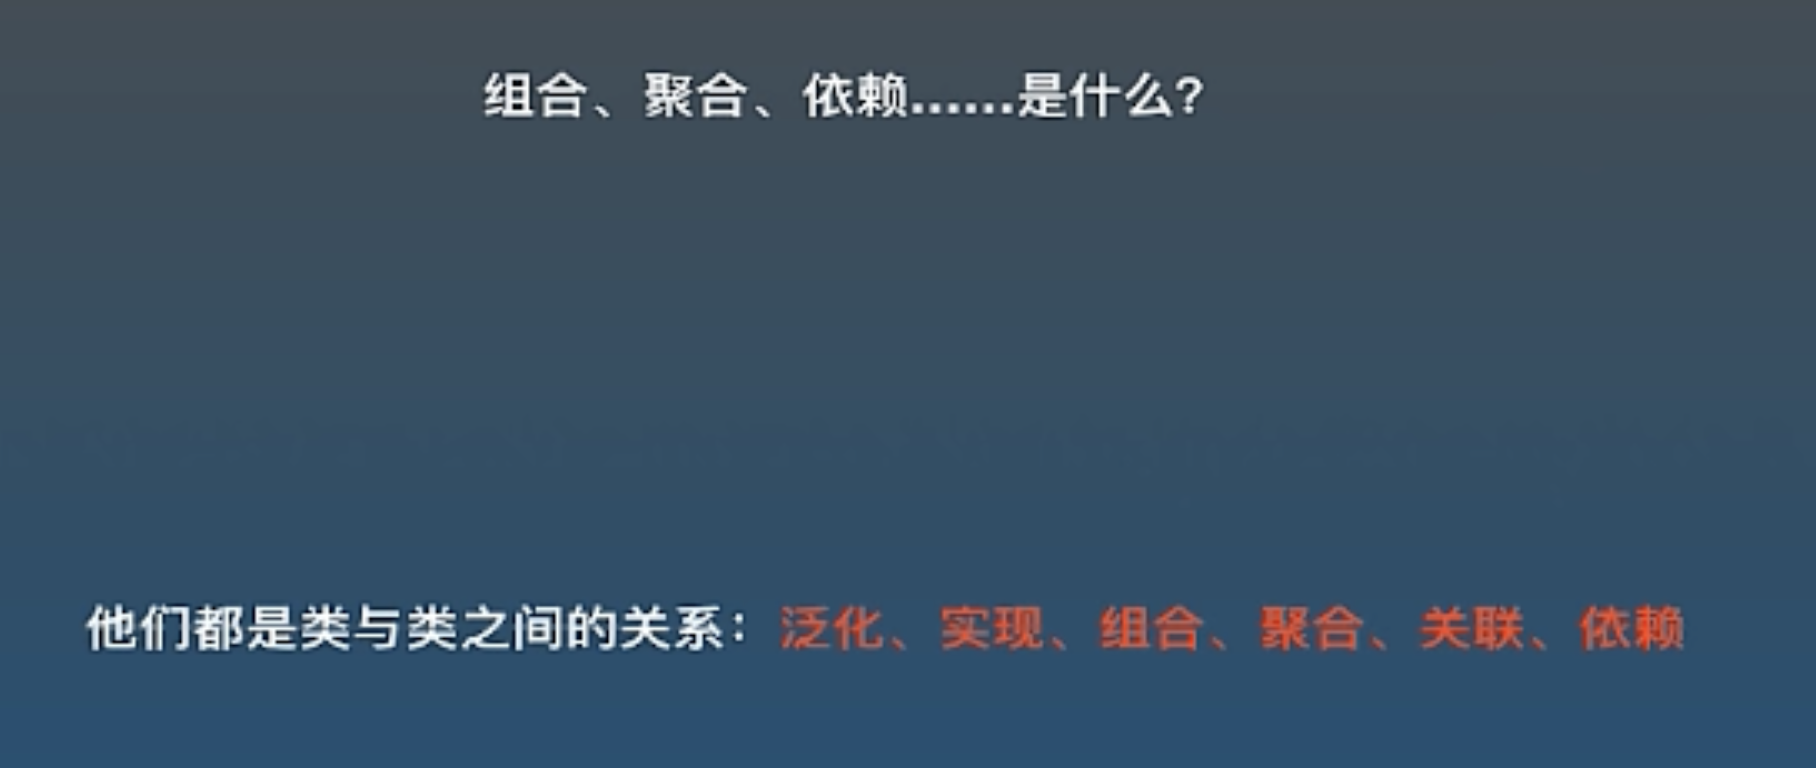 组合、聚合、依赖......是什么?
他们都是类与类之间的关系：泛化、实现、组合、聚合、关联、依赖